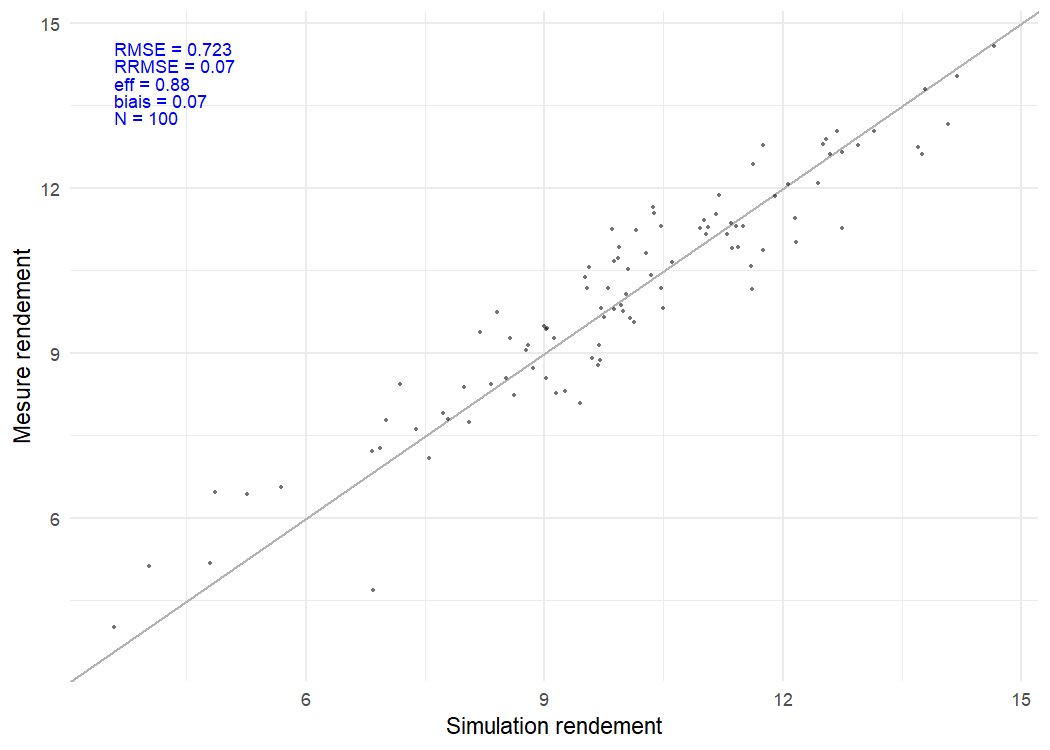 15
RMSE = 0.723
RRMSE = 0.07
eff = 0.88
biais = 0.07
N = 100
12
9
6
Mesure rendement
6
9
12
15
Simulation rendement